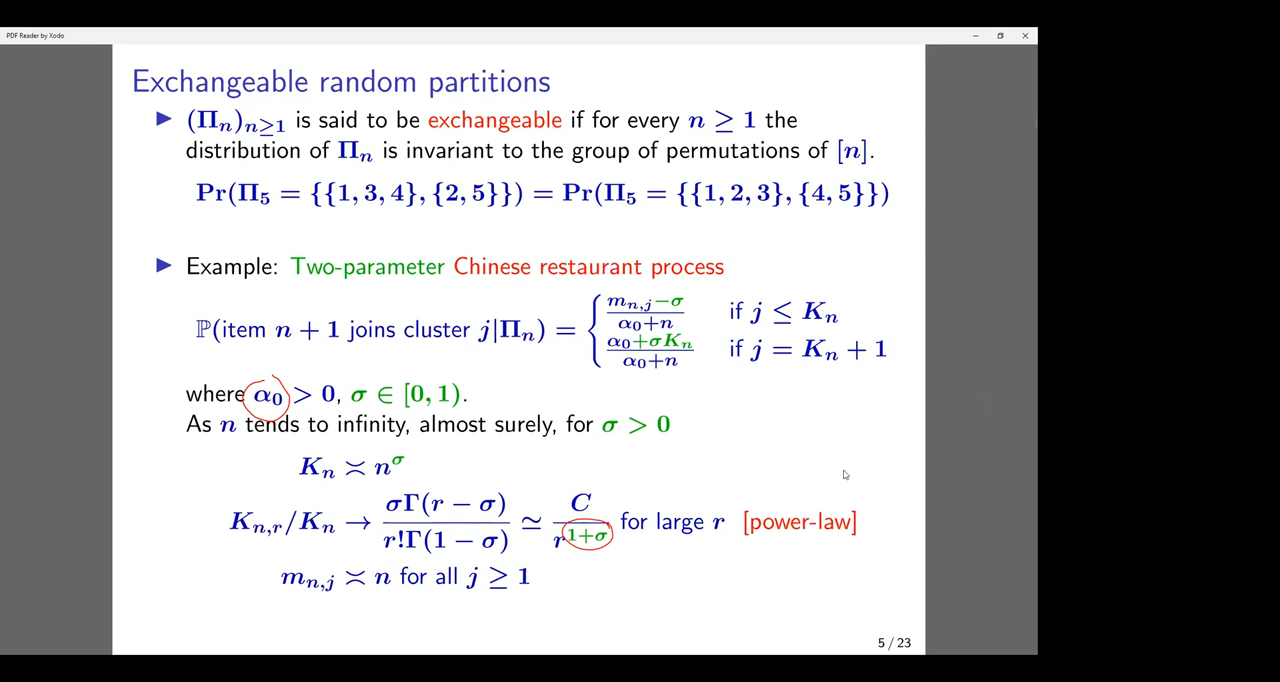 PDF Reader by Xodo
Exchangeable random partitions
▶ (Πₙ)ₙ≥₁ is said to be exchangeable if for every n ≥ 1 the
distribution of Πₙ is invariant to the group of permutations of [n].
Pr(Π₅ = {{1, 3, 4}, {2, 5}}) = Pr(Π₅ = {{1, 2, 3}, {4, 5}})
▶ Example: Two-parameter Chinese restaurant process
ℙ(item n + 1 joins cluster j|Πₙ) = { (m_{n,j}−σ)/(α₀+n) if j ≤ Kₙ
(α₀+σKₙ)/(α₀+n) if j = Kₙ + 1
where α₀ > 0, σ ∈ [0, 1).
As n tends to infinity, almost surely, for σ > 0
Kₙ ≍ n^σ
K_{n,r}/Kₙ → σΓ(r − σ)/(r!Γ(1 − σ)) ≃ C/r^{1+σ} for large r [power-law]
m_{n,j} ≍ n for all j ≥ 1
5 / 23